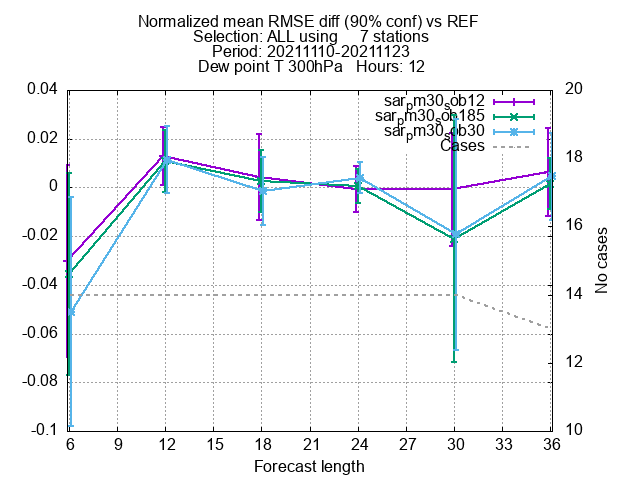 Normalized mean RMSE diff (90% conf) vs REF
Selection: ALL using 7 stations
Period: 20211110-20211123
Dew point T 300hPa Hours: 12
0.04
0.02
0
-0.02
-0.04
-0.06
-0.08
-0.1
20
18
16
14
12
10
No cases
sarpm30sob12
sarpm30sob185
sarpm30sob30
Cases
6 9 12 15 18 21 24 27 30 33 36
Forecast length